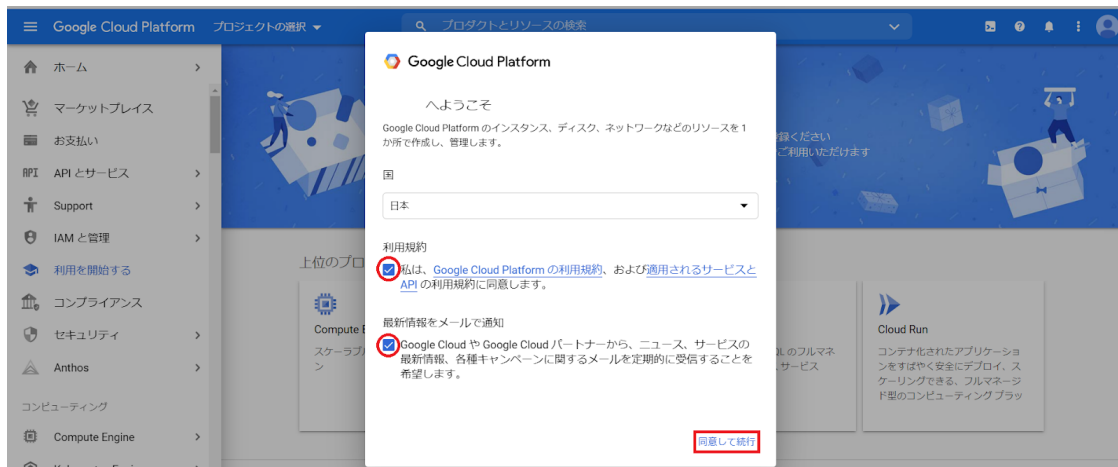 Google Cloud Platform
プロジェクトの選択
プロダクトとリソースの検索
ホーム
マーケットプレイス
お支払い
API
API とサービス
Support
IAM と管理
利用を開始する
コンプライアンス
セキュリティ
Anthos
コンピューティング
Compute Engine
Google Cloud Platform
へようこそ
Google Cloud Platform のインスタンス、ディスク、ネットワークなどのリソースを 1
か所で作成し、管理します。
国
日本
利用規約
私は、Google Cloud Platform の利用規約、および適用されるサービスと
API の利用規約に同意します。
最新情報をメールで通知
Google Cloud や Google Cloud パートナーから、ニュース、サービスの
最新情報、各種キャンペーンに関するメールを定期的に受信することを
希望します。
同意して続行
ください
ご利用いただけます
上位のプロ
Compute E
スケーラブ
ン
のフルマネ
サービス
Cloud Run
コンテナ化されたアプリケーショ
ンをすばやく安全にデプロイ、ス
ケーリングできる、フルマネージ
ド型のコンピューティング プラッ